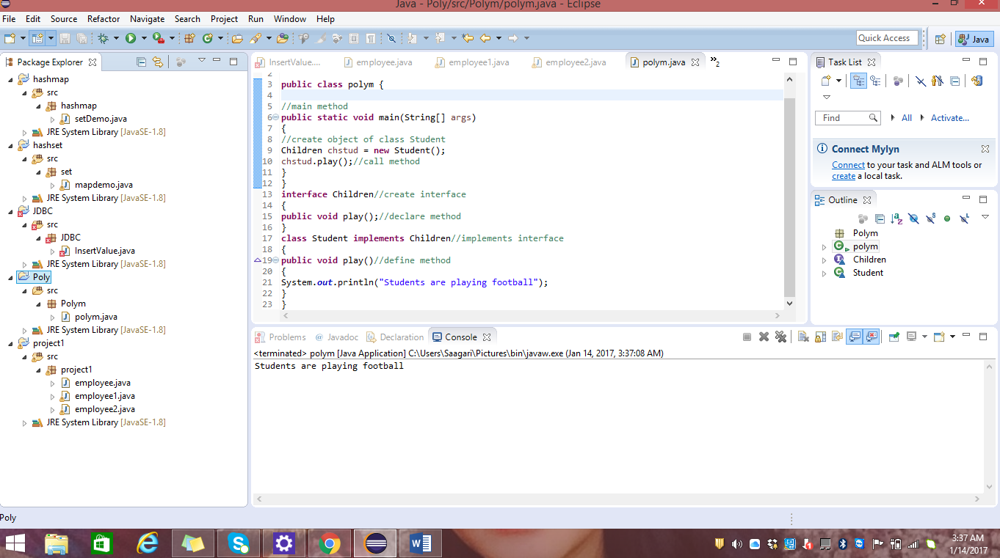 Java - Poly/src/Polym/polym.java - Eclipse
File Edit Source Refactor Navigate Search Project Run Window Help
Quick Access
Java
Package Explorer
hashmap
src
hashmap
setDemo.java
JRE System Library [JavaSE-1.8]
hashset
src
set
mapdemo.java
JRE System Library [JavaSE-1.8]
JDBC
src
JDBC
InsertValue.java
JRE System Library [JavaSE-1.8]
Poly
src
Polym
polym.java
JRE System Library [JavaSE-1.8]
project1
src
project1
employee.java
employee1.java
employee2.java
JRE System Library [JavaSE-1.8]
InsertValue.... employee.java employee1.java employee2.java polym.java »2
2
3 public class polym {
4
5 //main method
6 public static void main(String[] args)
7 {
8 //create object of class Student
9 Children chstud = new Student();
10 chstud.play();//call method
11 }
12 }
13 interface Children//create interface
14 {
15 public void play();//declare method
16 }
17 class Student implements Children//implements interface
18 {
19 public void play()//define method
20 {
21 System.out.println("Students are playing football");
22 }
23 }
Task List
Find All Activate...
Connect Mylyn
Connect to your task and ALM tools or
create a local task.
Outline
Polym
polym
Children
Student
Problems @ Javadoc Declaration Console
<terminated> polym [Java Application] C:\Users\Saagari\Pictures\bin\javaw.exe (Jan 14, 2017, 3:37:08 AM)
Students are playing football
Poly
3:37 AM
1/14/2017